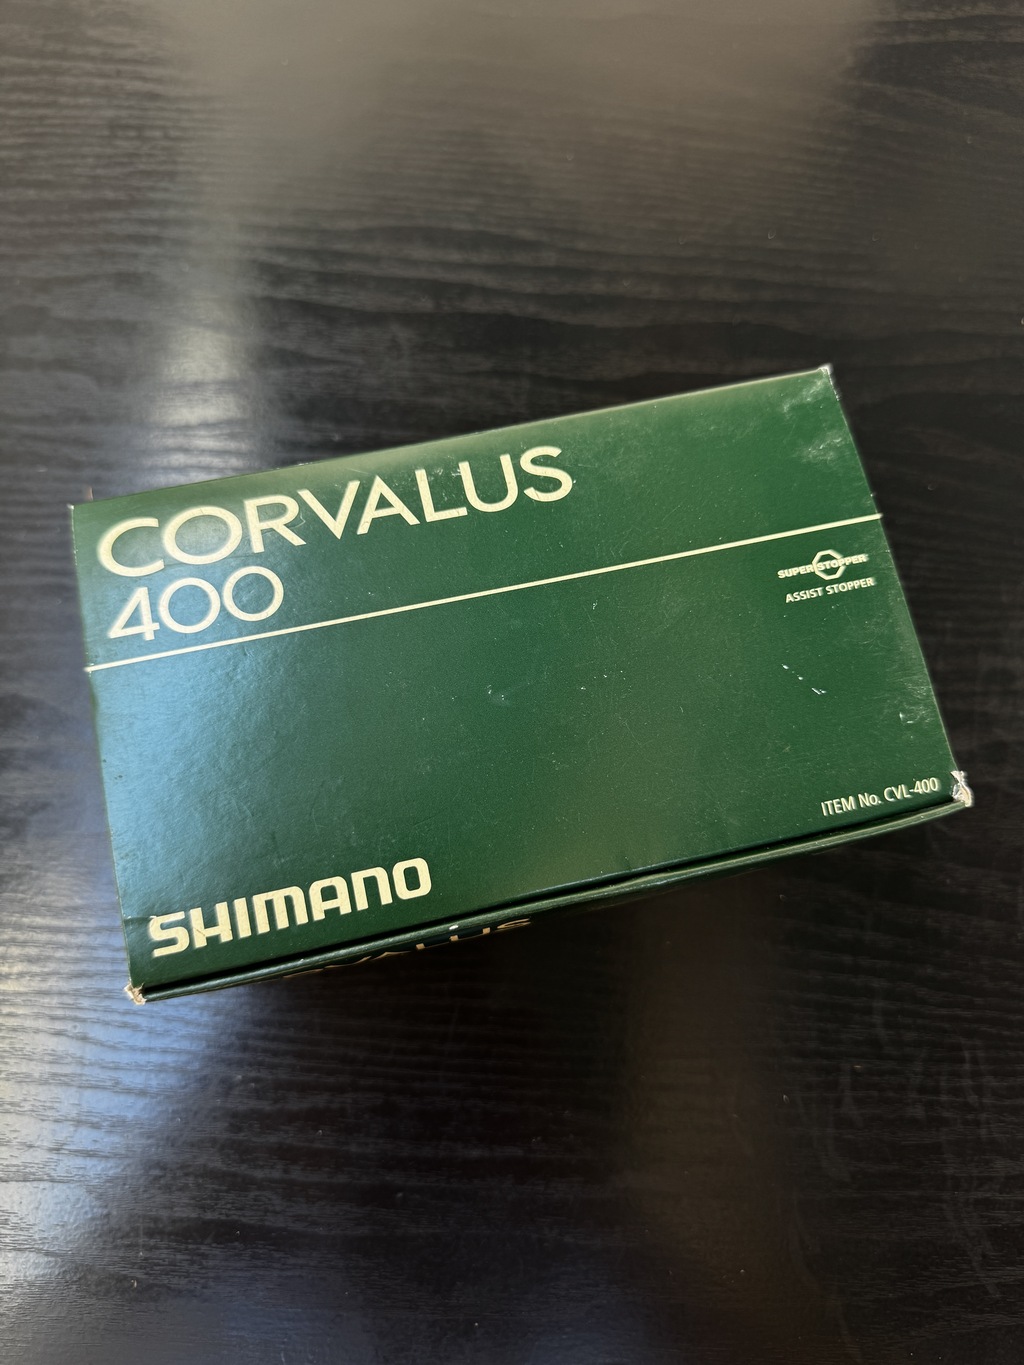 CORVALUS
400
SUPER STOPPER
ASSIST STOPPER
ITEM No. CVL-400
SHIMANO